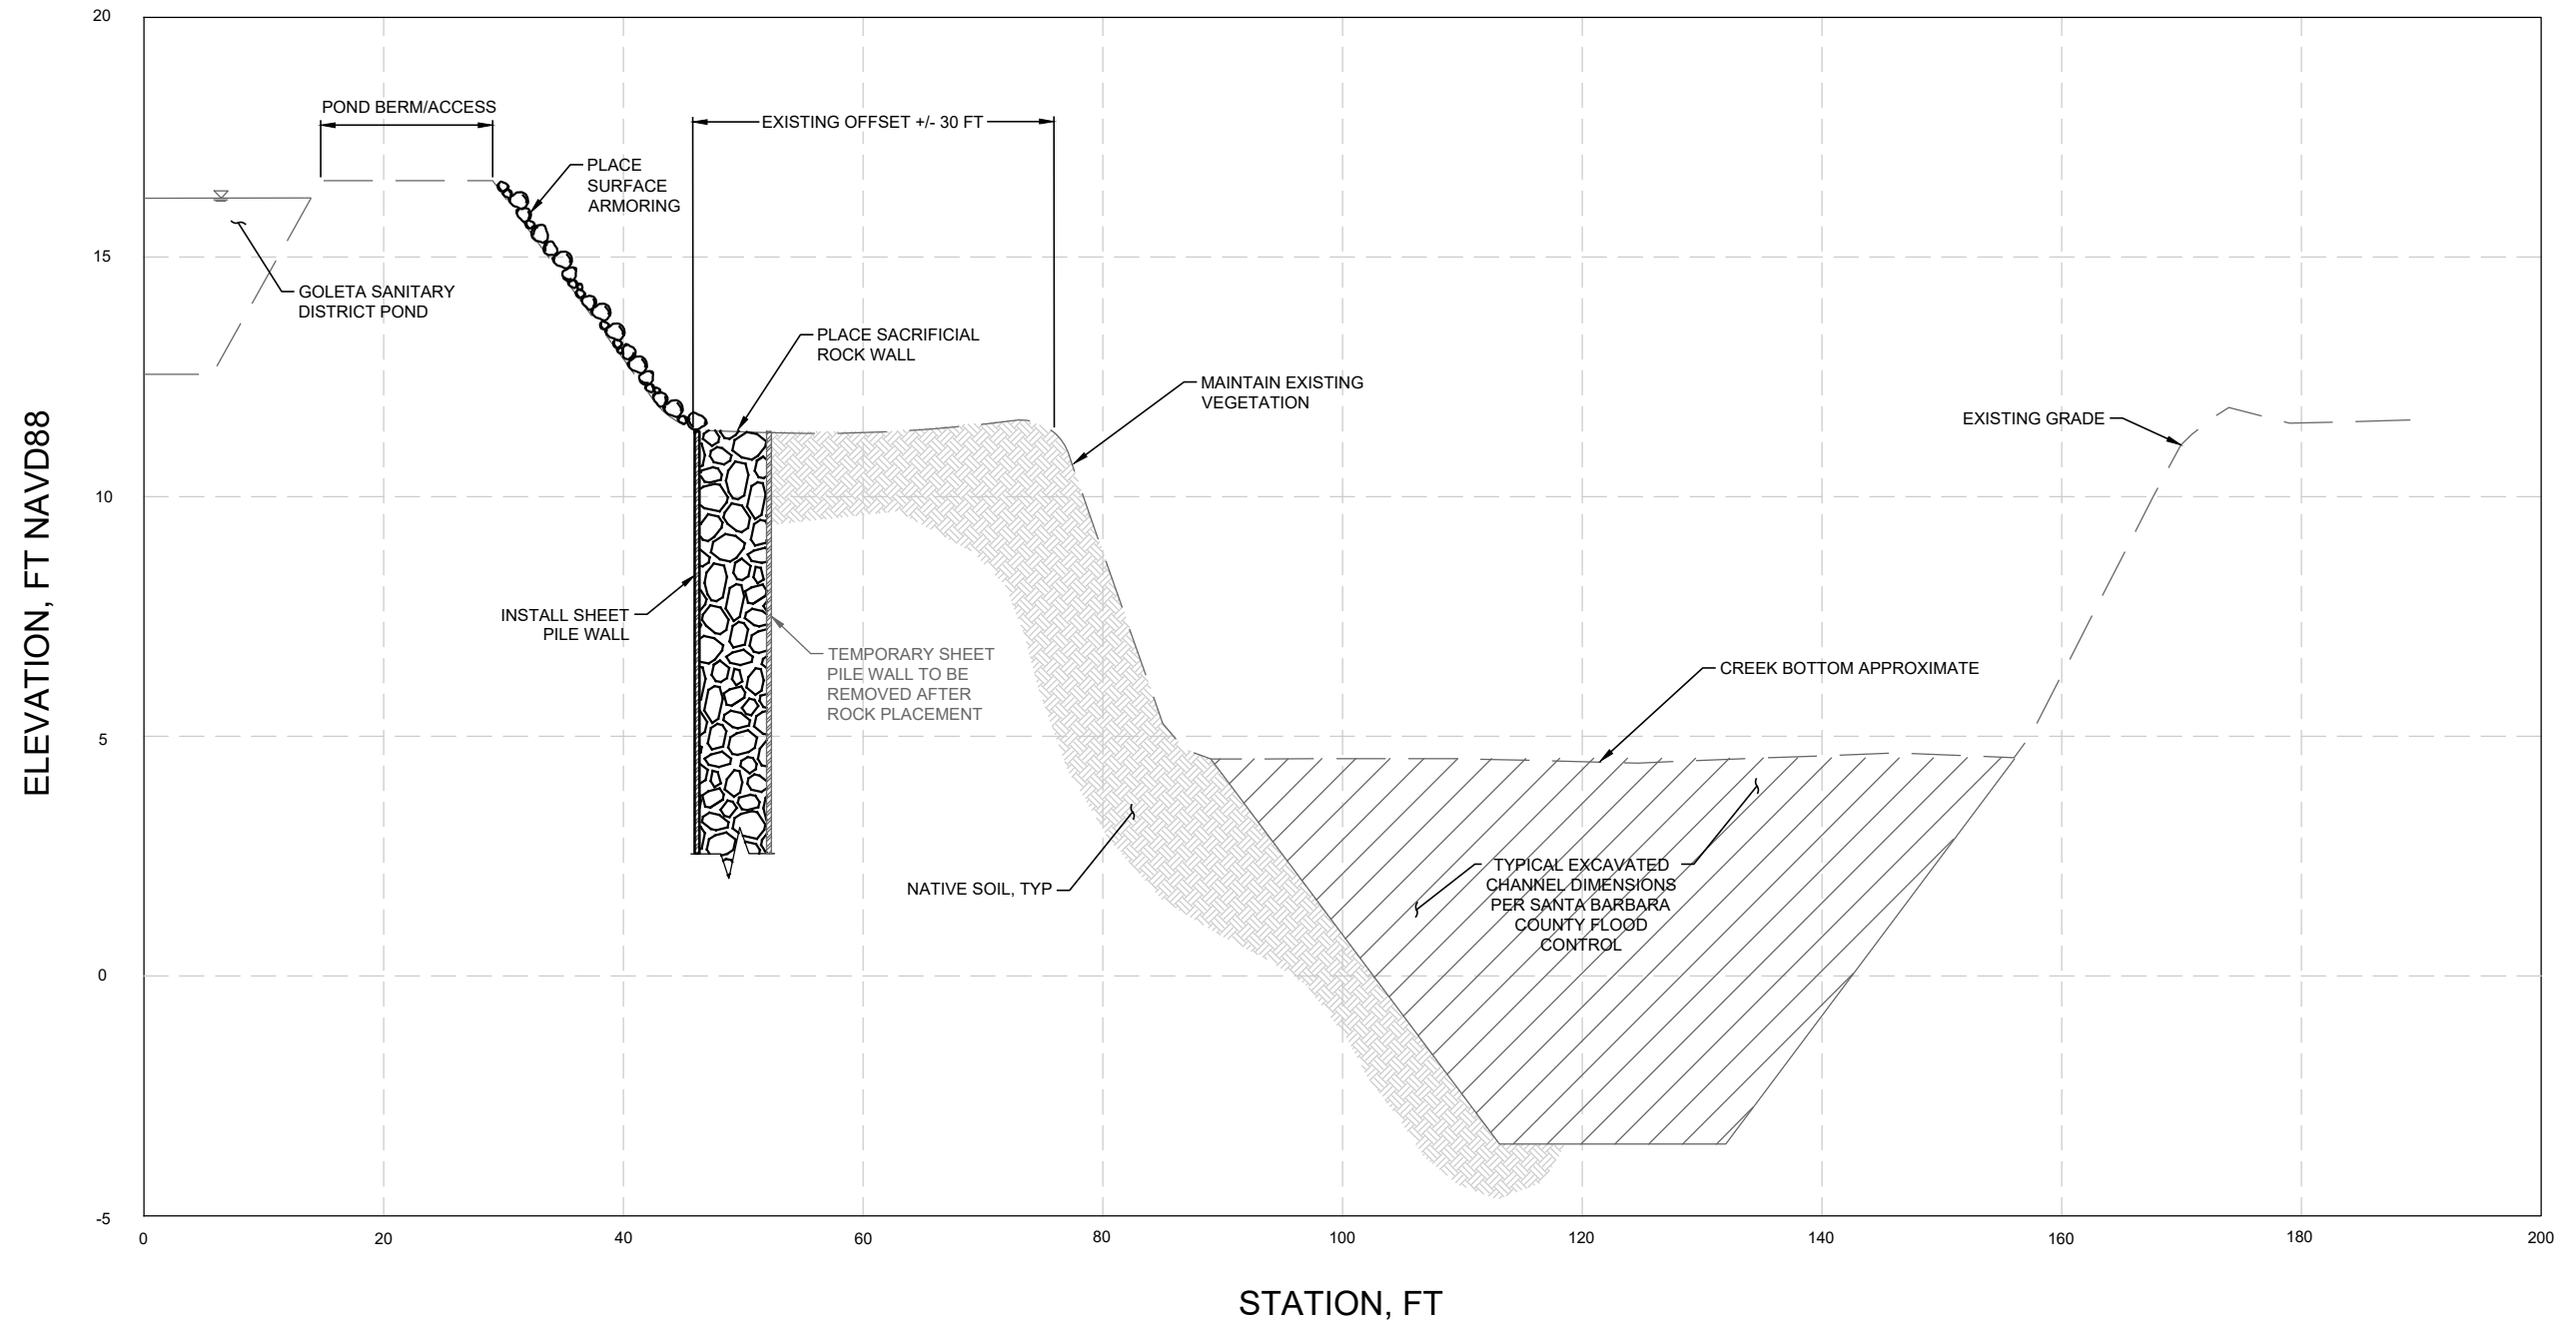 20
POND BERM/ACCESS
EXISTING OFFSET +/- 30 FT
PLACE
SURFACE
ARMORING
15
GOLETA SANITARY
DISTRICT POND
PLACE SACRIFICIAL
ROCK WALL
MAINTAIN EXISTING
VEGETATION
EXISTING GRADE
10
ELEVATION, FT NAVD88
INSTALL SHEET
PILE WALL
TEMPORARY SHEET
PILE WALL TO BE
REMOVED AFTER
ROCK PLACEMENT
CREEK BOTTOM APPROXIMATE
5
NATIVE SOIL, TYP
TYPICAL EXCAVATED
CHANNEL DIMENSIONS
PER SANTA BARBARA
COUNTY FLOOD
CONTROL
0
-5
0 20 40 60 80 100 120 140 160 180 200
STATION, FT